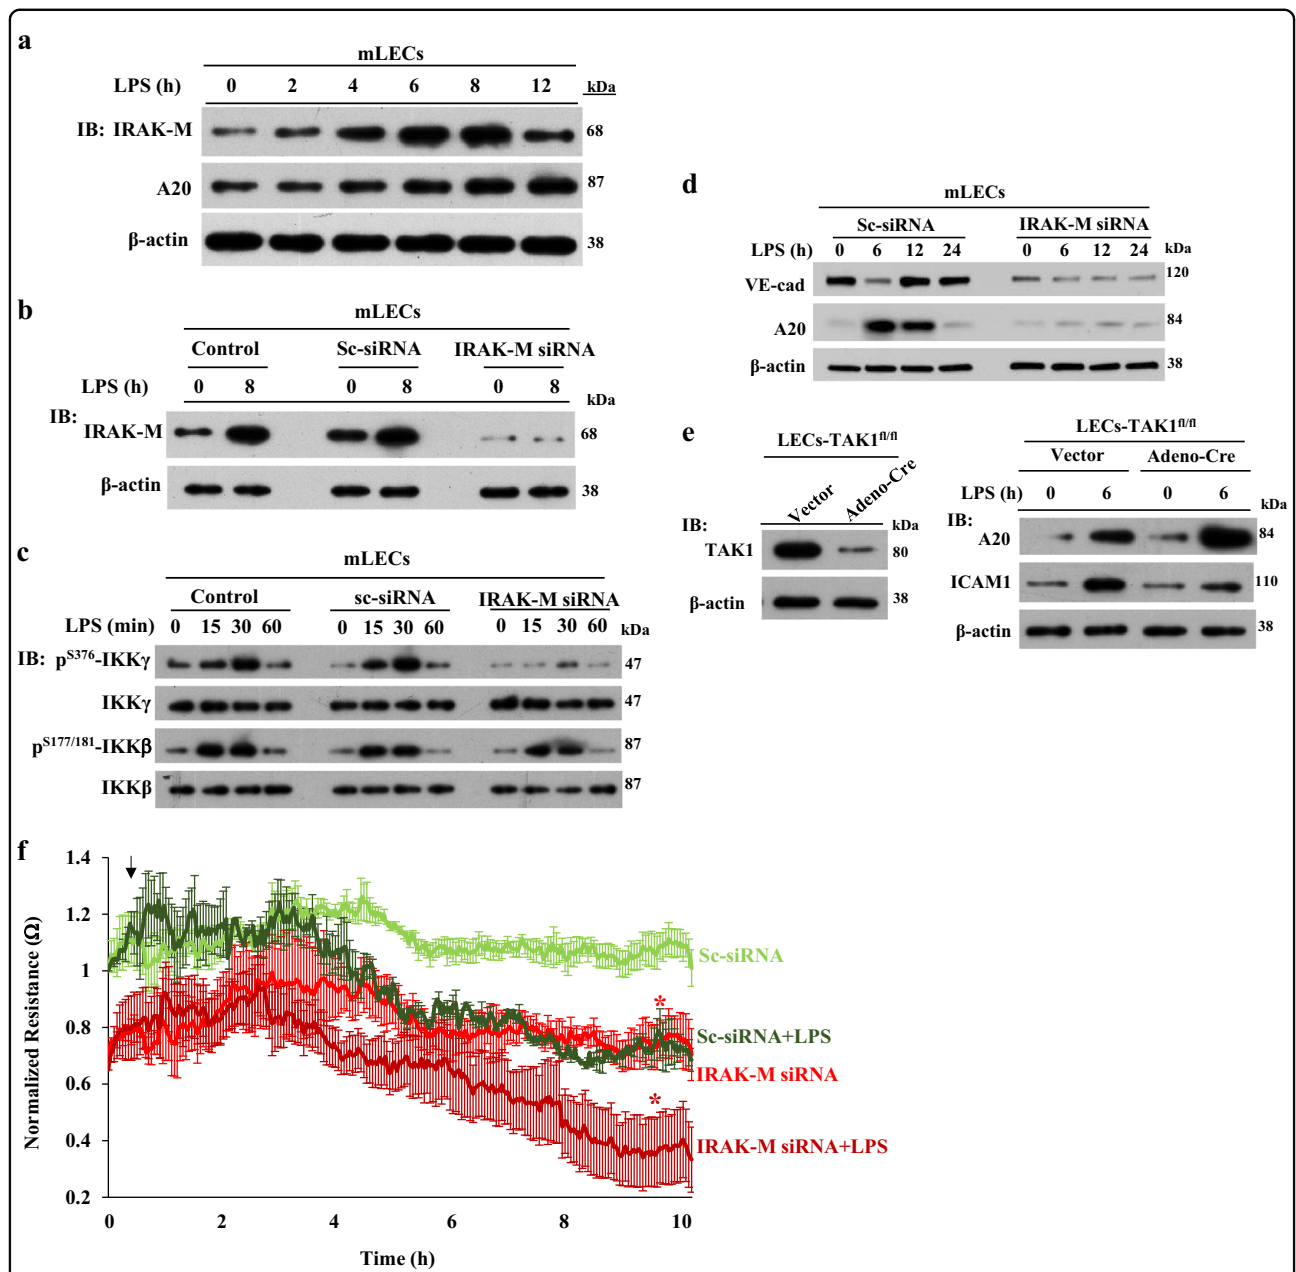 a
mLECs
LPS (h) 0 2 4 6 8 12 kDa
IB: IRAK-M 68
A20 87
β-actin 38
b
mLECs
Control Sc-siRNA IRAK-M siRNA
LPS (h) 0 8 0 8 0 8 kDa
IB: IRAK-M 68
β-actin 38
c
mLECs
Control sc-siRNA IRAK-M siRNA
LPS (min) 0 15 30 60 0 15 30 60 0 15 30 60 kDa
IB: pS376-IKKγ 47
IKKγ 47
pS177/181-IKKβ 87
IKKβ 87
d
mLECs
Sc-siRNA IRAK-M siRNA
LPS (h) 0 6 12 24 0 6 12 24 kDa
VE-cad 120
A20 84
β-actin 38
e
LECs-TAK1fl/fl
Vector Adeno-Cre
IB: kDa
TAK1 80
β-actin 38
LECs-TAK1fl/fl
Vector Adeno-Cre
LPS (h) 0 6 0 6 kDa
IB: A20 84
ICAM1 110
β-actin 38
f
Normalized Resistance (Ω)
1.4
1.2
1
0.8
0.6
0.4
0.2
Sc-siRNA
*
Sc-siRNA+LPS
IRAK-M siRNA
*
IRAK-M siRNA+LPS
0 2 4 6 8 10
Time (h)